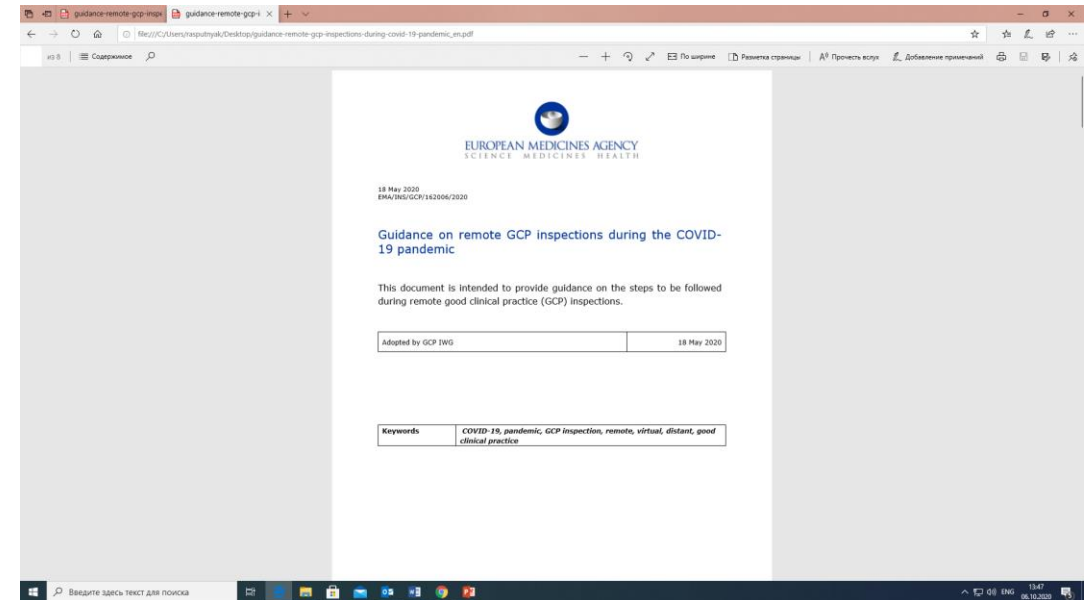 guidance-remote-gcp-inspe
guidance-remote-gcp-i
file:///C:/Users/rasputnyak/Desktop/guidance-remote-gcp-inspections-during-covid-19-pandemic_en.pdf
из 8
Содержимое
По ширине
Разметка страницы
Прочесть вслух
Добавление примечаний
EUROPEAN MEDICINES AGENCY
SCIENCE MEDICINES HEALTH
18 May 2020
EMA/INS/GCP/162006/2020
Guidance on remote GCP inspections during the COVID-
19 pandemic
This document is intended to provide guidance on the steps to be followed
during remote good clinical practice (GCP) inspections.
Adopted by GCP IWG 18 May 2020
Keywords COVID-19, pandemic, GCP inspection, remote, virtual, distant, good
clinical practice
Введите здесь текст для поиска
ENG
13:47
06.10.2020